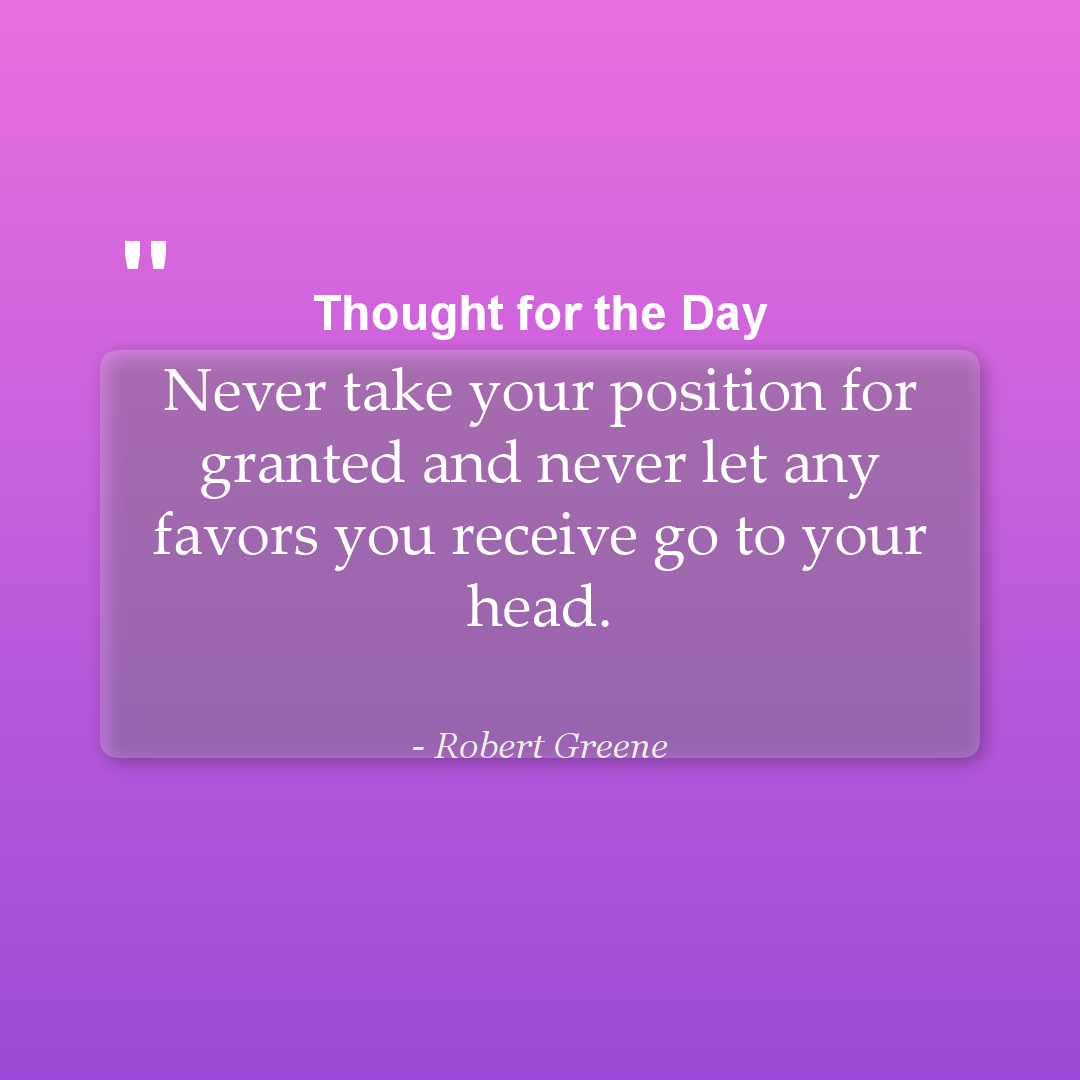 "
Thought for the Day
Never take your position for
granted and never let any
favors you receive go to your
head.
- Robert Greene